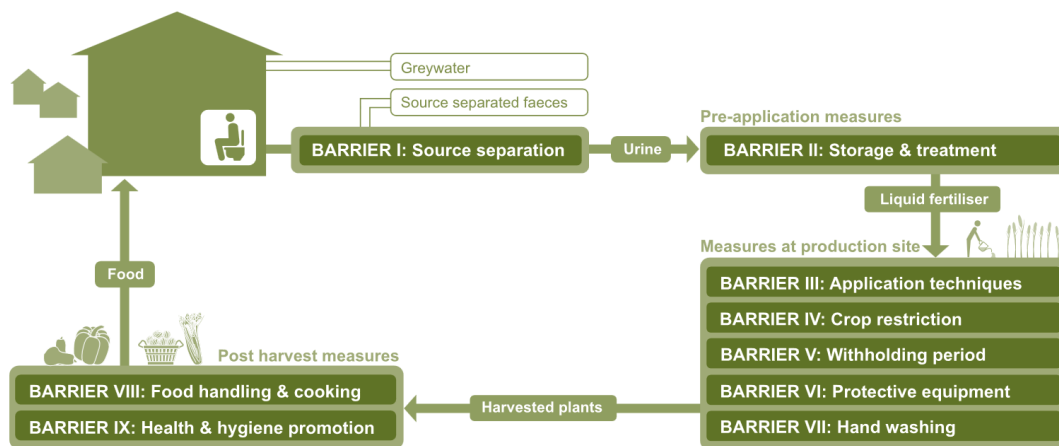 Greywater
Source separated faeces
BARRIER I: Source separation
Urine
Pre-application measures
BARRIER II: Storage & treatment
Liquid fertiliser
Measures at production site
BARRIER III: Application techniques
BARRIER IV: Crop restriction
BARRIER V: Withholding period
BARRIER VI: Protective equipment
BARRIER VII: Hand washing
Harvested plants
Post harvest measures
BARRIER VIII: Food handling & cooking
BARRIER IX: Health & hygiene promotion
Food